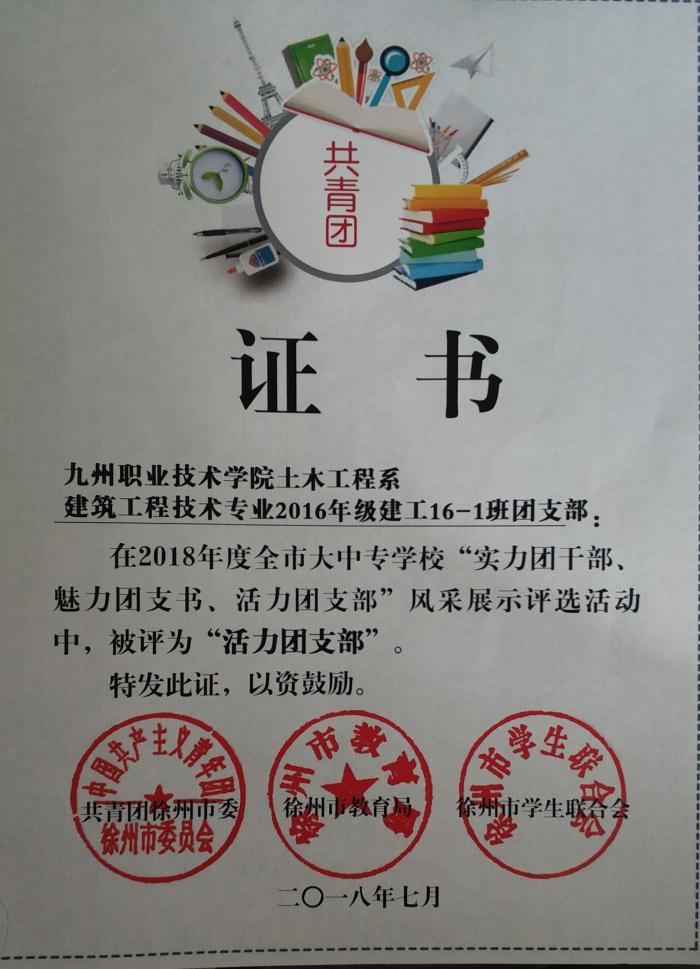 共青团
证 书
九州职业技术学院土木工程系
建筑工程技术专业2016年级建工16-1班团支部：
在2018年度全市大中专学校“实力团干部、
魅力团支书、活力团支部”风采展示评选活动
中，被评为“活力团支部”。
特发此证，以资鼓励。
中国共产主义青年团
徐州市委员会
共青团徐州市委
徐州市教育局
徐州市教育局
徐州市学生联合会
徐州市学生联合会
二〇一八年七月